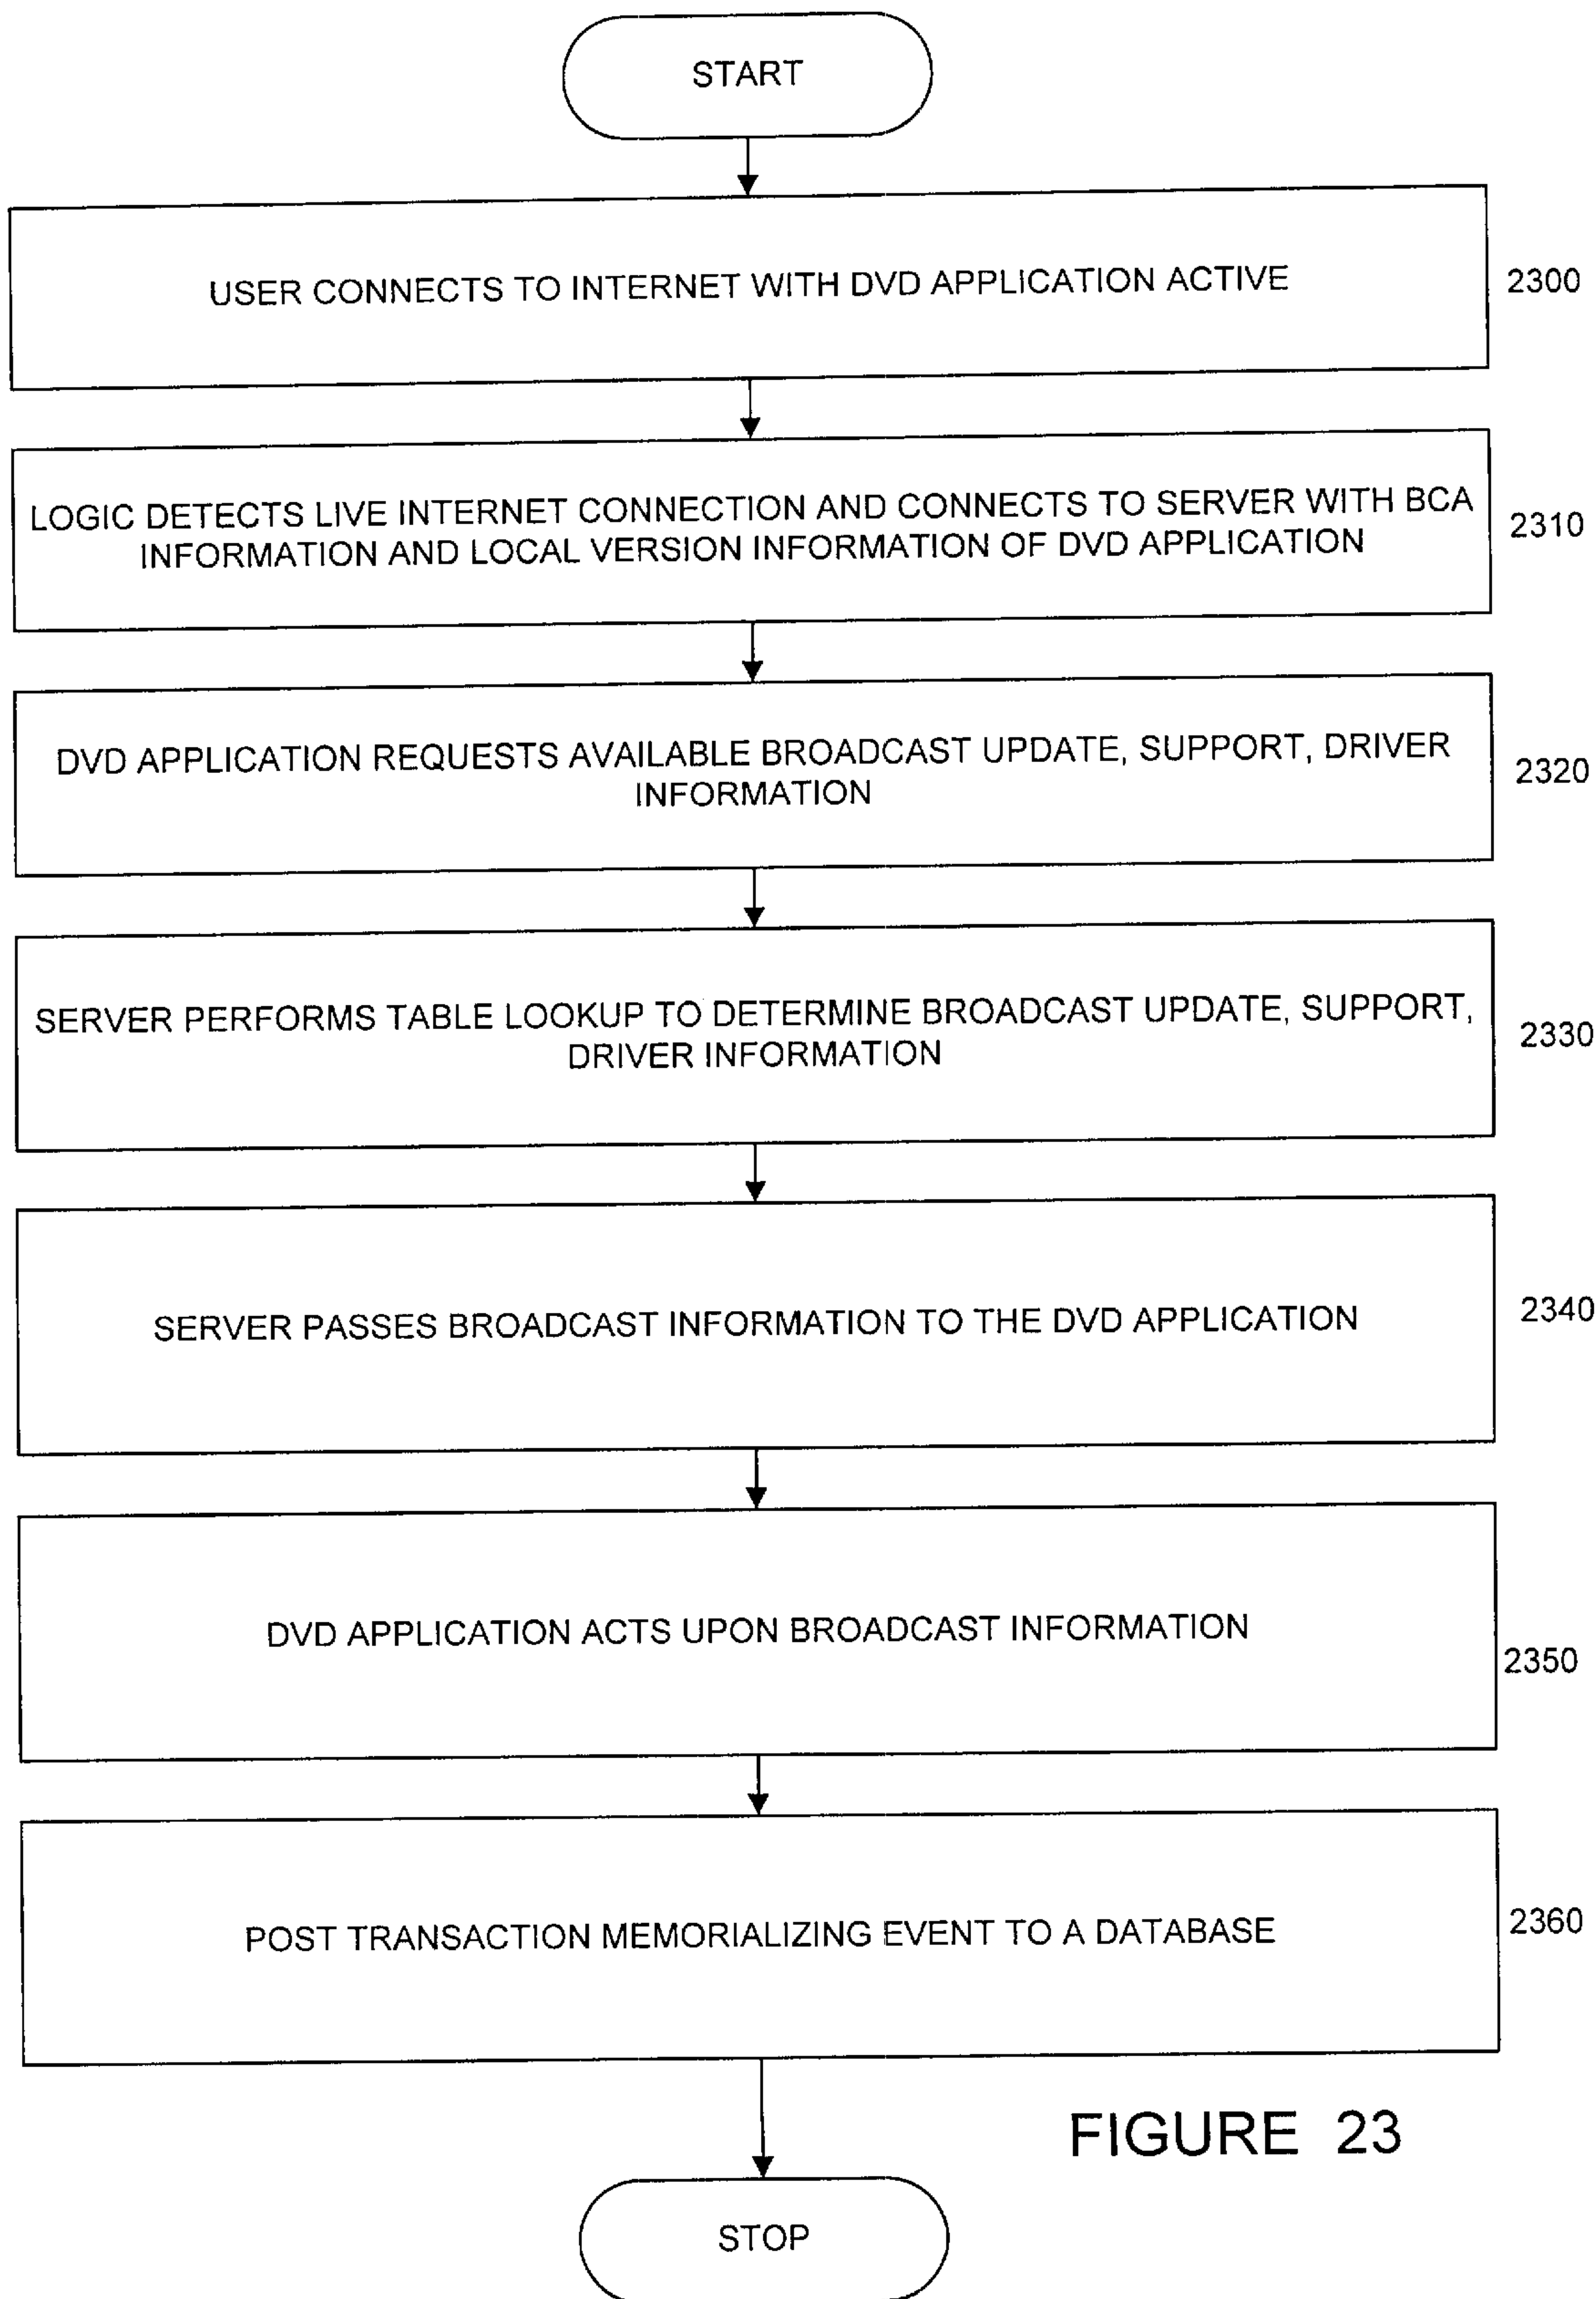 START
USER CONNECTS TO INTERNET WITH DVD APPLICATION ACTIVE
2300
LOGIC DETECTS LIVE INTERNET CONNECTION AND CONNECTS TO SERVER WITH BCA
INFORMATION AND LOCAL VERSION INFORMATION OF DVD APPLICATION
2310
DVD APPLICATION REQUESTS AVAILABLE BROADCAST UPDATE, SUPPORT, DRIVER
INFORMATION
2320
SERVER PERFORMS TABLE LOOKUP TO DETERMINE BROADCAST UPDATE, SUPPORT,
DRIVER INFORMATION
2330
SERVER PASSES BROADCAST INFORMATION TO THE DVD APPLICATION
2340
DVD APPLICATION ACTS UPON BROADCAST INFORMATION
2350
POST TRANSACTION MEMORIALIZING EVENT TO A DATABASE
2360
FIGURE 23
STOP